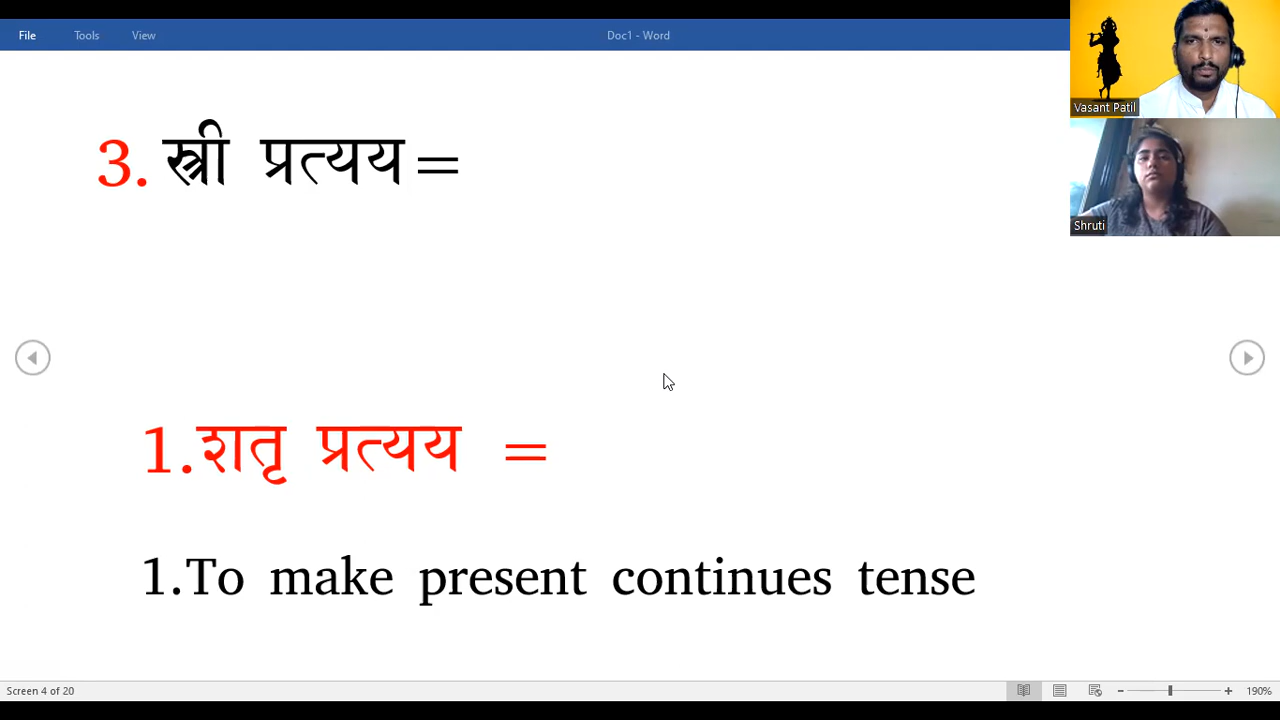 File Tools View Doc1 - Word
Vasant Patil
3. स्त्री प्रत्यय=
Shruti
1.शतृ प्रत्यय =
1.To make present continues tense
Screen 4 of 20
190%